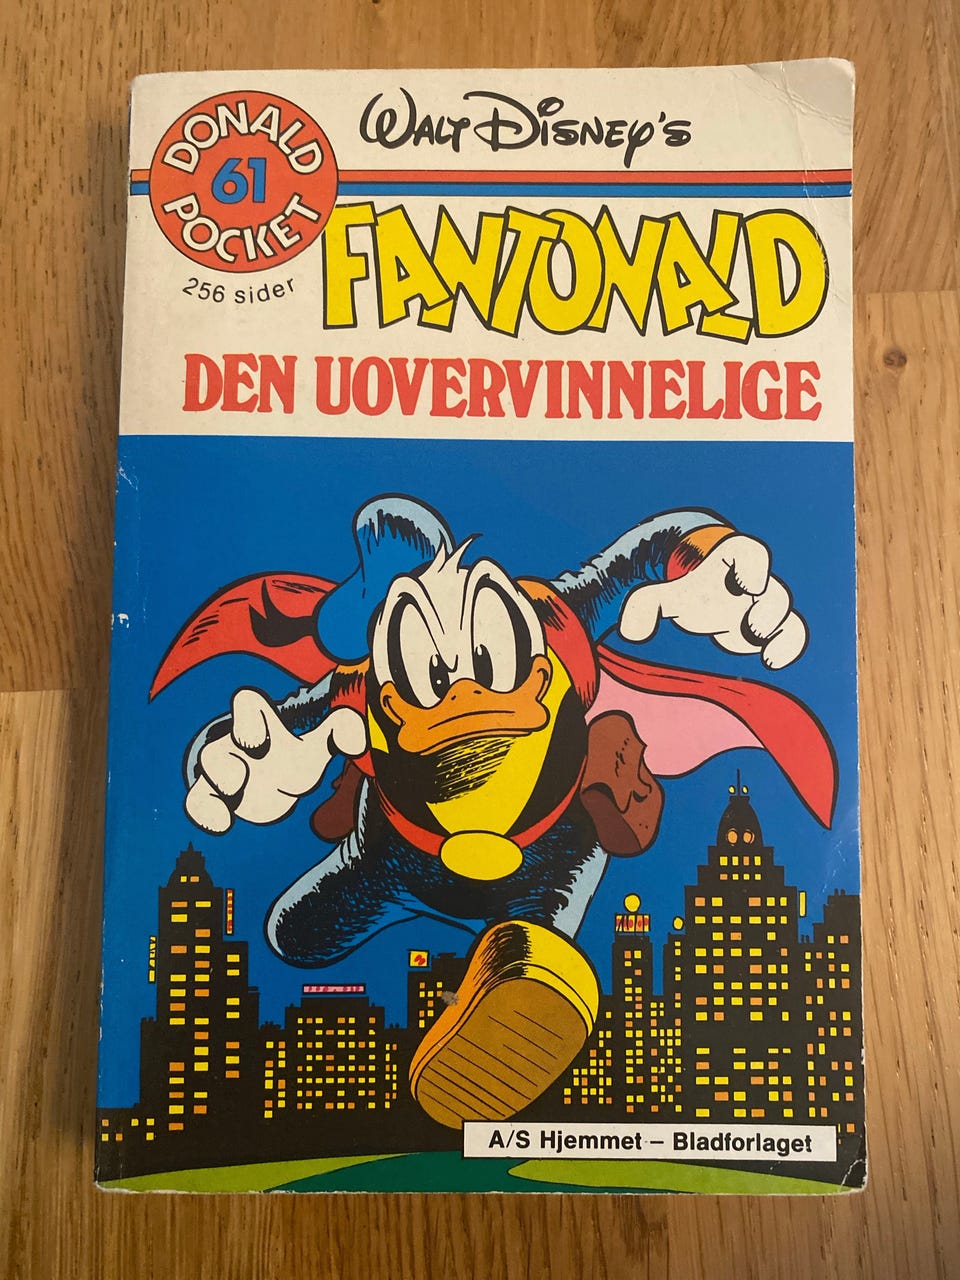 DONALD
61
POCKET
256 sider
WALT DISNEY'S
FANTONALD
DEN UOVERVINNELIGE
A/S Hjemmet – Bladforlaget